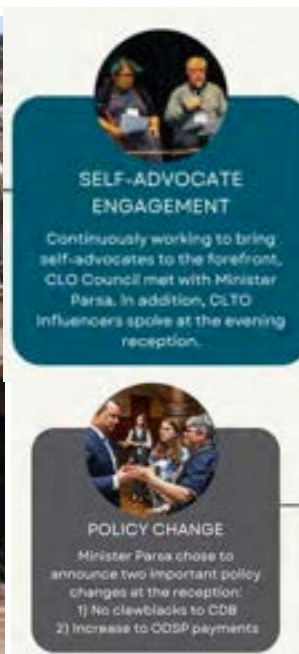 SELF-ADVOCATE
ENGAGEMENT
Continuously working to bring
self-advocates to the forefront,
CLO Council met with Minister
Parsa. In addition, CLTO
Influencers spoke at the evening
reception.
POLICY CHANGE
Minister Parsa chose to
announce two important policy
changes at the reception:
1) No clawbacks to CDB
2) Increase to ODSP payments